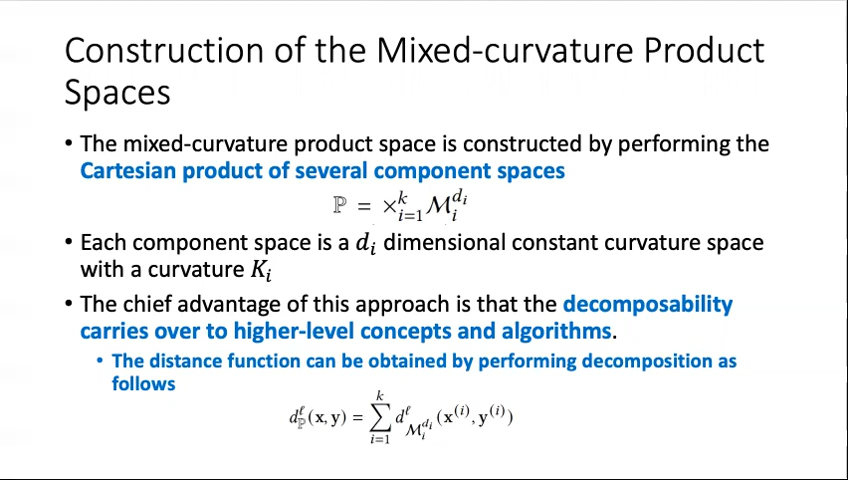 Construction of the Mixed-curvature Product
Spaces
• The mixed-curvature product space is constructed by performing the
Cartesian product of several component spaces
ℙ = ×_{i=1}^{k} ℳ_i^{d_i}
• Each component space is a d_i dimensional constant curvature space
with a curvature K_i
• The chief advantage of this approach is that the decomposability
carries over to higher-level concepts and algorithms.
• The distance function can be obtained by performing decomposition as
follows
d_ℙ^ℓ(x, y) = ∑_{i=1}^{k} d^ℓ_{ℳ_i^{d_i}}(x^{(i)}, y^{(i)})